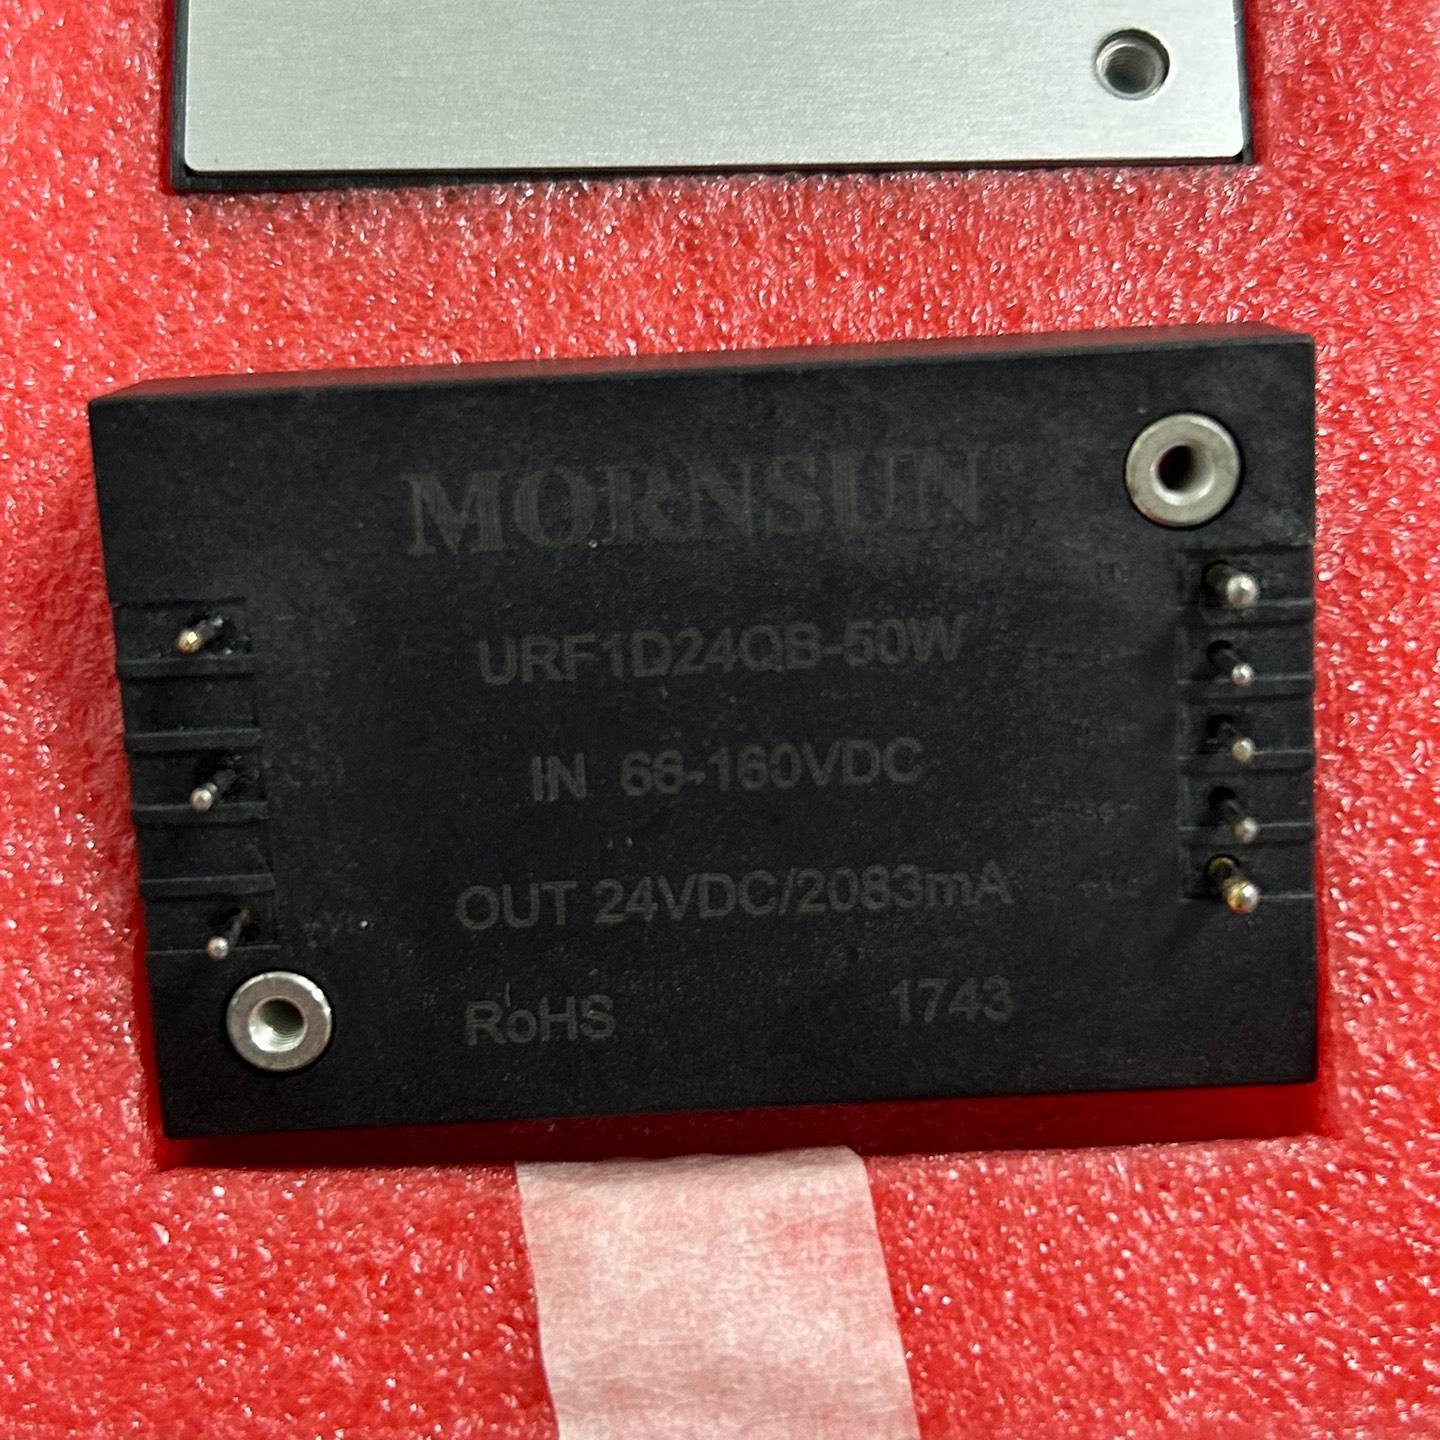 MORNSUN®
URF1D24QB-50W
IN 66-160VDC
OUT 24VDC/2083mA
RoHS 1743